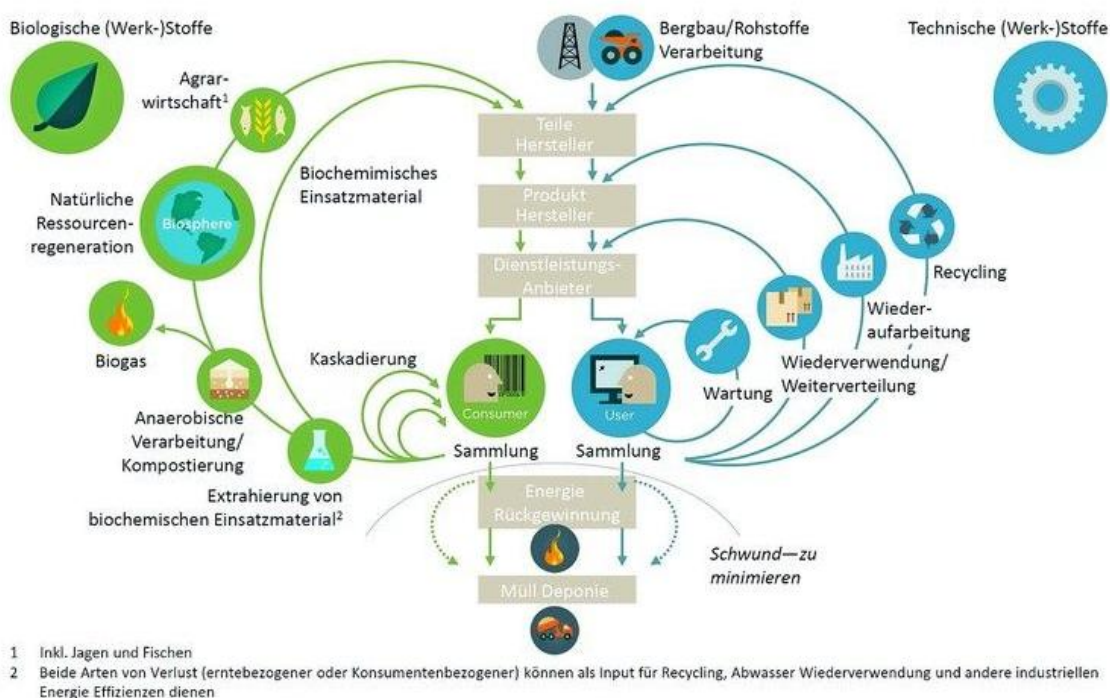 Biologische (Werk-)Stoffe
Bergbau/Rohstoffe
Verarbeitung
Technische (Werk-)Stoffe
Agrar-
wirtschaft1
Teile
Hersteller
Biochemimisches
Einsatzmaterial
Natürliche
Ressourcen-
regeneration
Biosphere
Produkt
Hersteller
Recycling
Dienstleistungs-
Anbieter
Wieder-
aufarbeitung
Biogas
Kaskadierung
Wiederverwendung/
Weiterverteilung
Wartung
Consumer
User
Anaerobische
Verarbeitung/
Kompostierung
Sammlung
Sammlung
Extrahierung von
biochemischen Einsatzmaterial2
Energie
Rückgewinnung
Schwund—zu
minimieren
Müll Deponie
1 Inkl. Jagen und Fischen
2 Beide Arten von Verlust (erntebezogener oder Konsumentenbezogener) können als Input für Recycling, Abwasser Wiederverwendung und andere industriellen
Energie Effizienzen dienen